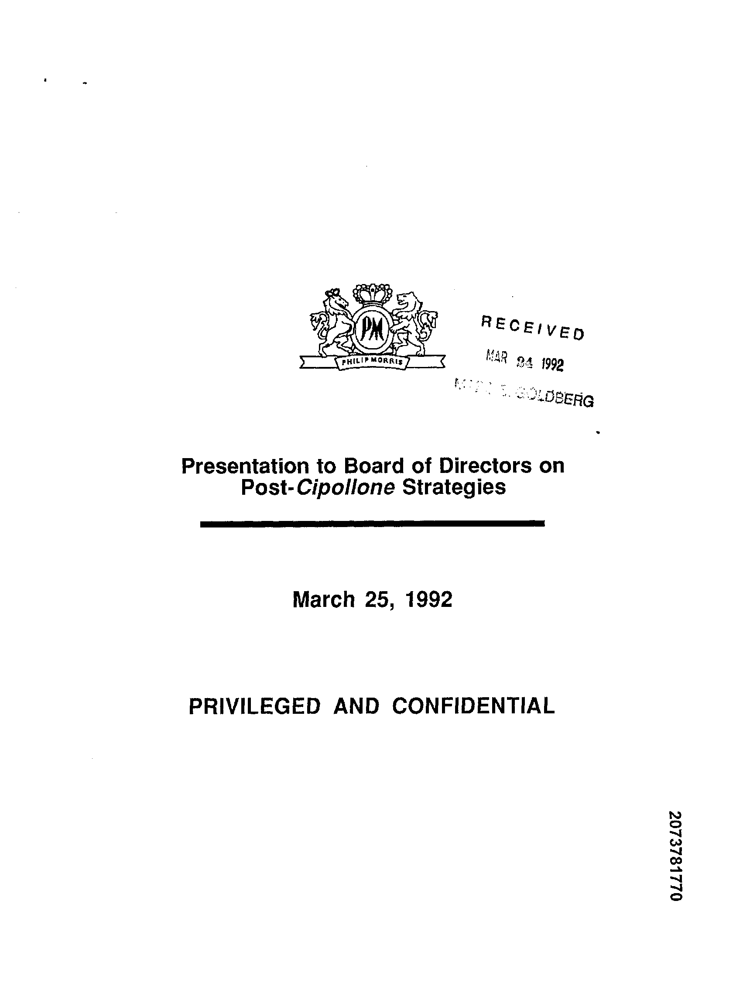 PM
PHILIP MORRIS
RECEIVED
MAR 24 1992
GOLDBERG
Presentation to Board of Directors on
Post-Cipollone Strategies
March 25, 1992
PRIVILEGED AND CONFIDENTIAL
2073781770